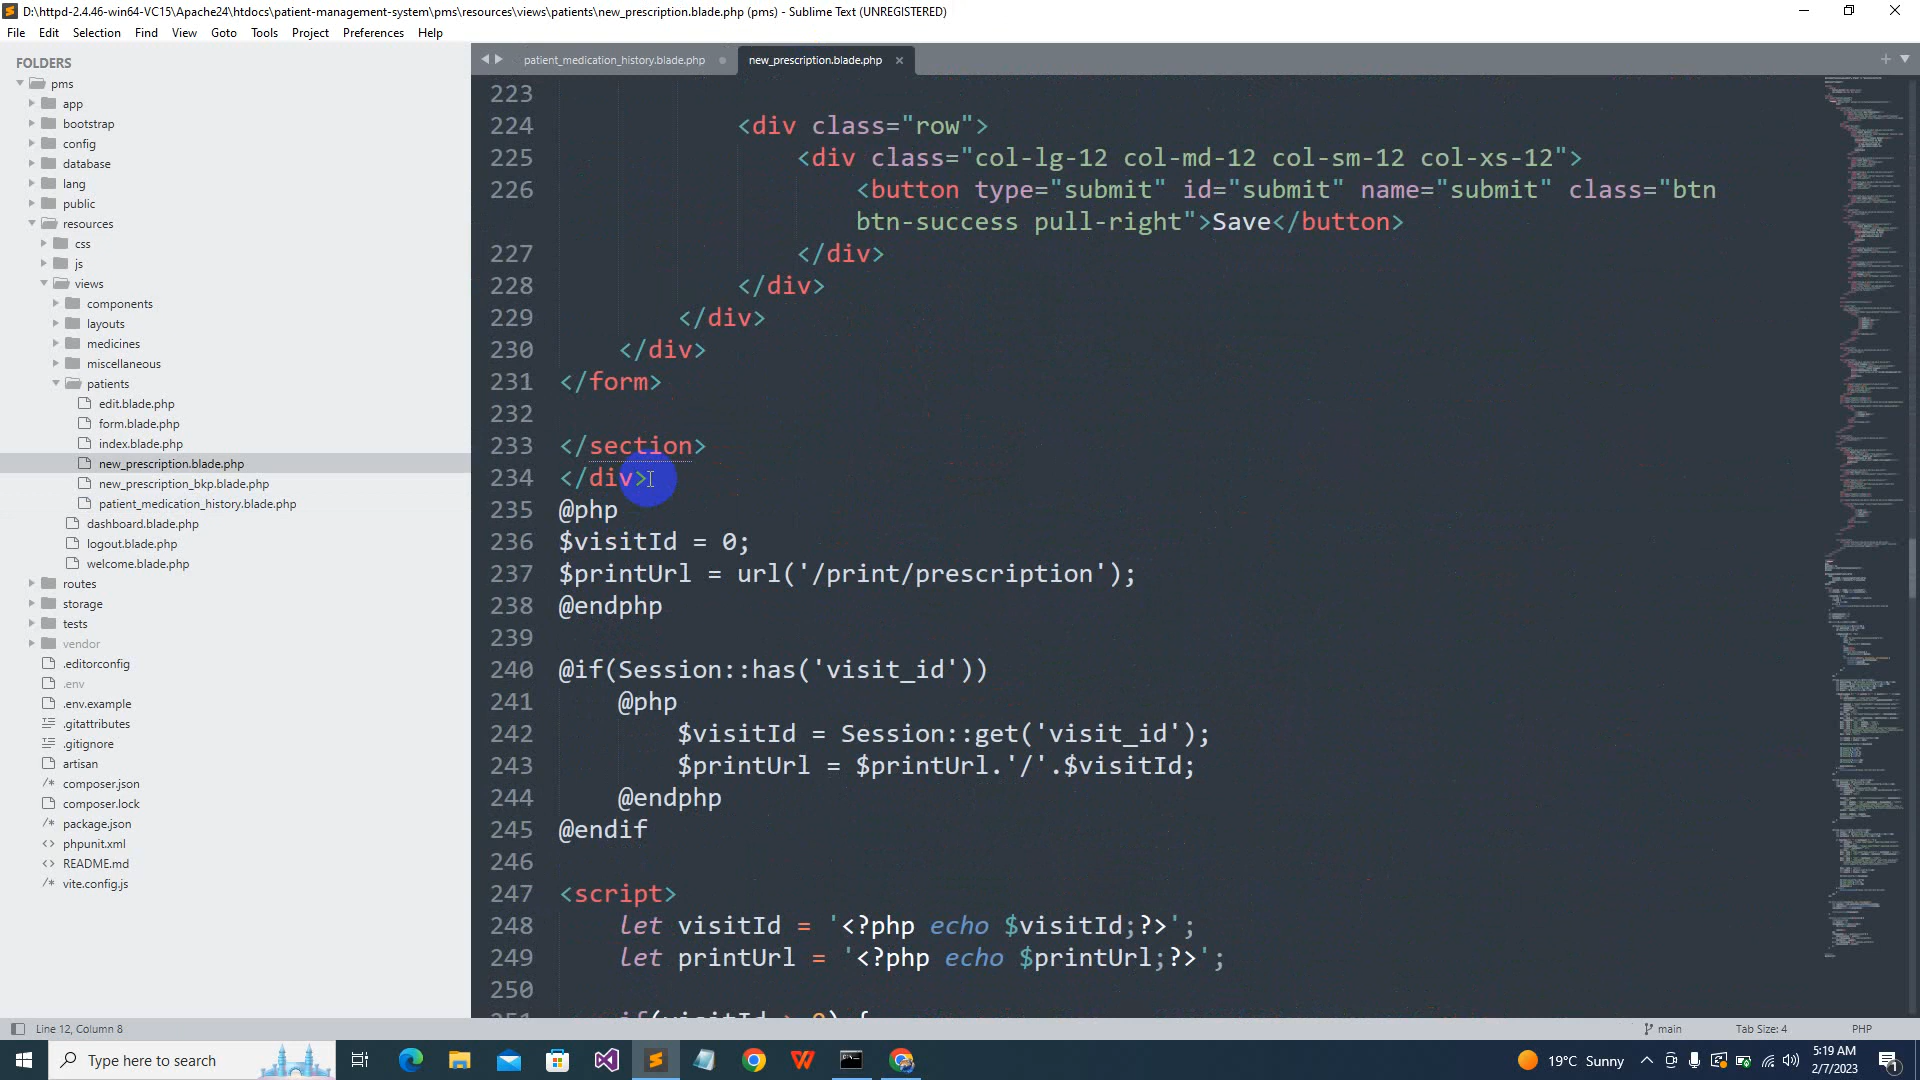 D:\httpd-2.4.46-win64-VC15\Apache24\htdocs\patient-management-system\pms\resources\views\patients\new_prescription.blade.php (pms) - Sublime Text (UNREGISTERED)
File Edit Selection Find View Goto Tools Project Preferences Help
FOLDERS
pms
app
bootstrap
config
database
lang
public
resources
css
js
views
components
layouts
medicines
miscellaneous
patients
edit.blade.php
form.blade.php
index.blade.php
new_prescription.blade.php
new_prescription_bkp.blade.php
patient_medication_history.blade.php
dashboard.blade.php
logout.blade.php
welcome.blade.php
routes
storage
tests
vendor
.editorconfig
.env
.env.example
.gitattributes
.gitignore
artisan
composer.json
composer.lock
package.json
phpunit.xml
README.md
vite.config.js
patient_medication_history.blade.php new_prescription.blade.php
223
224 <div class="row">
225 <div class="col-lg-12 col-md-12 col-sm-12 col-xs-12">
226 <button type="submit" id="submit" name="submit" class="btn
btn-success pull-right">Save</button>
227 </div>
228 </div>
229 </div>
230 </div>
231 </form>
232
233 </section>
234 </div>
235 @php
236 $visitId = 0;
237 $printUrl = url('/print/prescription');
238 @endphp
239
240 @if(Session::has('visit_id'))
241 @php
242 $visitId = Session::get('visit_id');
243 $printUrl = $printUrl.'/'.$visitId;
244 @endphp
245 @endif
246
247 <script>
248 let visitId = '<?php echo $visitId;?>';
249 let printUrl = '<?php echo $printUrl;?>';
250
251 if(visitId > 0) {
Line 12, Column 8 main Tab Size: 4 PHP
Type here to search
19°C Sunny
5:19 AM
2/7/2023
1